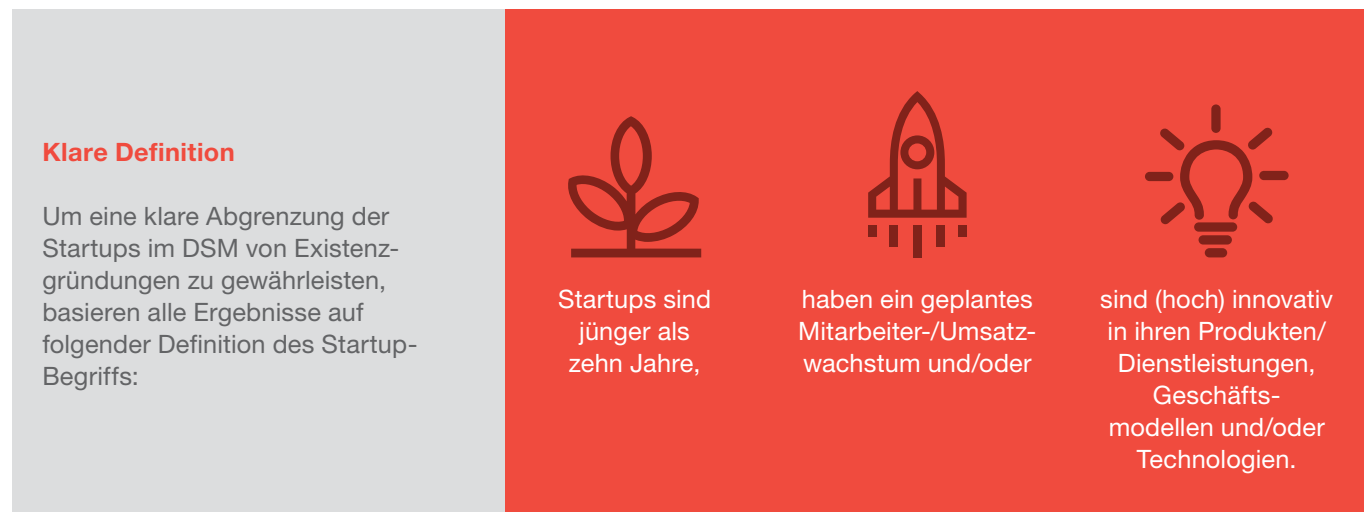 Klare Definition
Um eine klare Abgrenzung der
Startups im DSM von Existenz-
gründungen zu gewährleisten,
basieren alle Ergebnisse auf
folgender Definition des Startup-
Begriffs:
Startups sind
jünger als
zehn Jahre,
haben ein geplantes
Mitarbeiter-/Umsatz-
wachstum und/oder
sind (hoch) innovativ
in ihren Produkten/
Dienstleistungen,
Geschäfts-
modellen und/oder
Technologien.